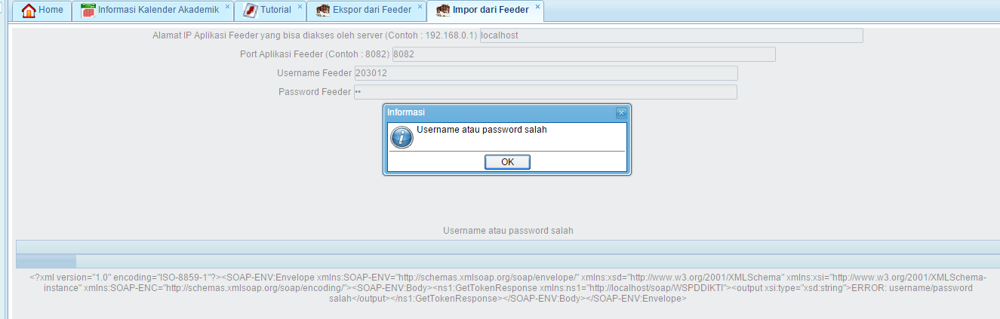 Home Informasi Kalender Akademik Tutorial Ekspor dari Feeder Impor dari Feeder
Alamat IP Aplikasi Feeder yang bisa diakses oleh server (Contoh : 192.168.0.1) localhost
Port Aplikasi Feeder (Contoh : 8082) 8082
Username Feeder 203012
Password Feeder ••
Informasi
Username atau password salah
OK
Username atau password salah
<?xml version="1.0" encoding="ISO-8859-1"?><SOAP-ENV:Envelope xmlns:SOAP-ENV="http://schemas.xmlsoap.org/soap/envelope/" xmlns:xsd="http://www.w3.org/2001/XMLSchema" xmlns:xsi="http://www.w3.org/2001/XMLSchema-
instance" xmlns:SOAP-ENC="http://schemas.xmlsoap.org/soap/encoding/"><SOAP-ENV:Body><ns1:GetTokenResponse xmlns:ns1="http://localhost/soap/WSPDDIKTI"><output xsi:type="xsd:string">ERROR: username/password
salah</output></ns1:GetTokenResponse></SOAP-ENV:Body></SOAP-ENV:Envelope>